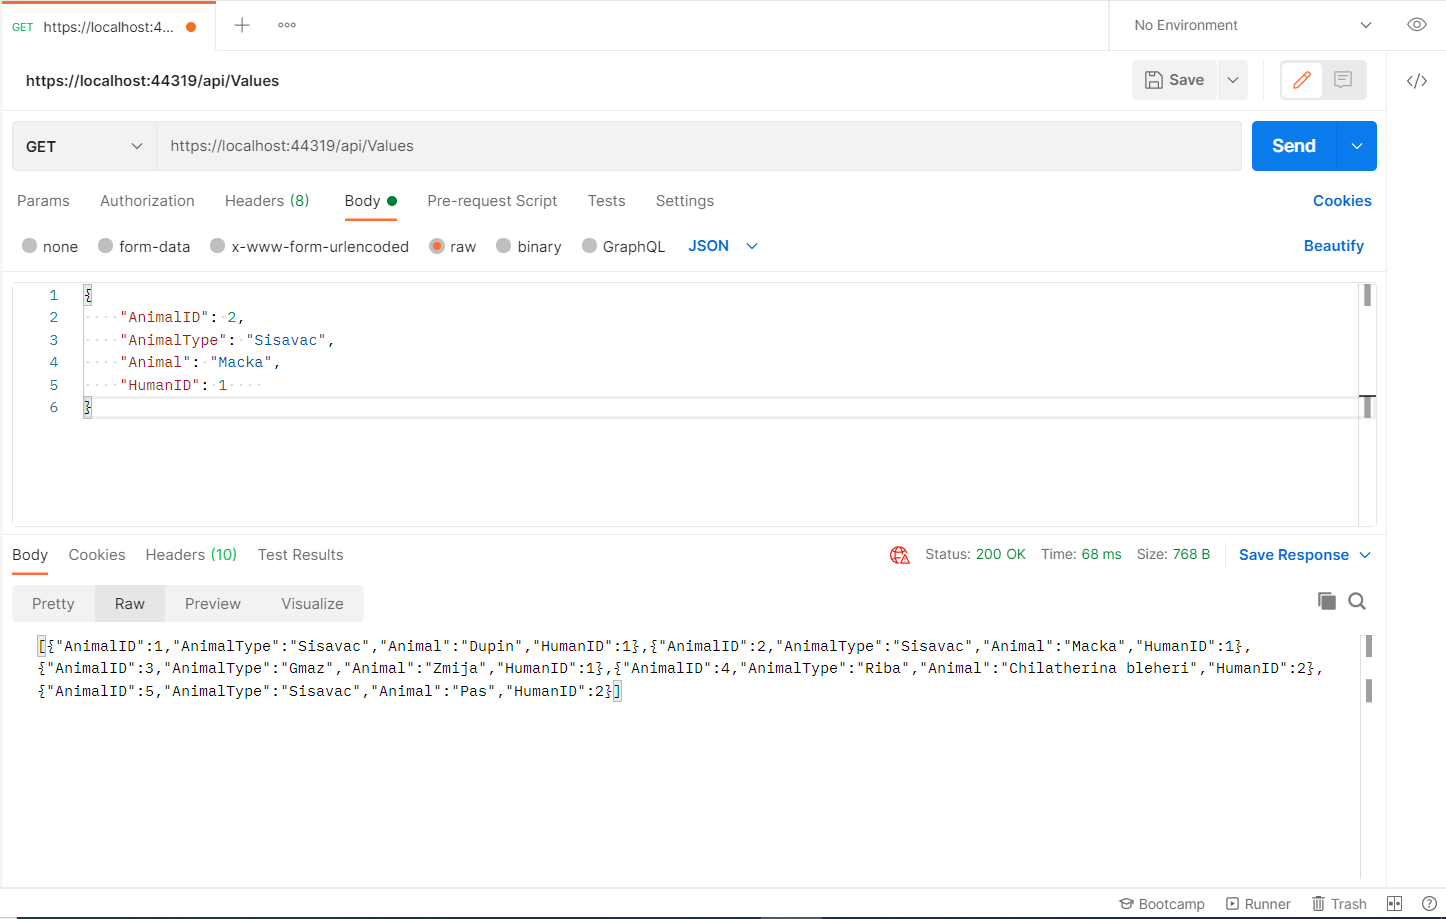 GET https://localhost:4...
No Environment
https://localhost:44319/api/Values
Save
GET
https://localhost:44319/api/Values
Send
Params Authorization Headers (8) Body Pre-request Script Tests Settings Cookies
none form-data x-www-form-urlencoded raw binary GraphQL JSON Beautify
1 {
2 "AnimalID": 2,
3 "AnimalType": "Sisavac",
4 "Animal": "Macka",
5 "HumanID": 1
6 }
Body Cookies Headers (10) Test Results Status: 200 OK Time: 68 ms Size: 768 B Save Response
Pretty Raw Preview Visualize
[{"AnimalID":1,"AnimalType":"Sisavac","Animal":"Dupin","HumanID":1},{"AnimalID":2,"AnimalType":"Sisavac","Animal":"Macka","HumanID":1},
{"AnimalID":3,"AnimalType":"Gmaz","Animal":"Zmija","HumanID":1},{"AnimalID":4,"AnimalType":"Riba","Animal":"Chilatherina bleheri","HumanID":2},
{"AnimalID":5,"AnimalType":"Sisavac","Animal":"Pas","HumanID":2}]
Bootcamp Runner Trash